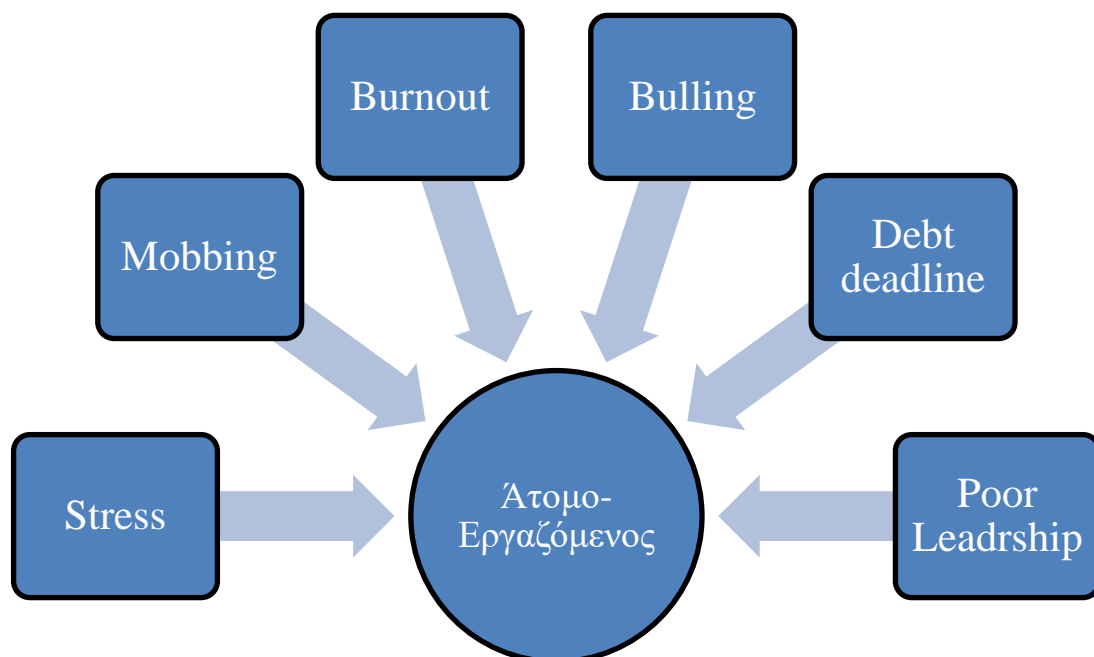 Burnout
Bulling
Mobbing
Debt
deadline
Stress
Άτομο-
Εργαζόμενος
Poor
Leadrship